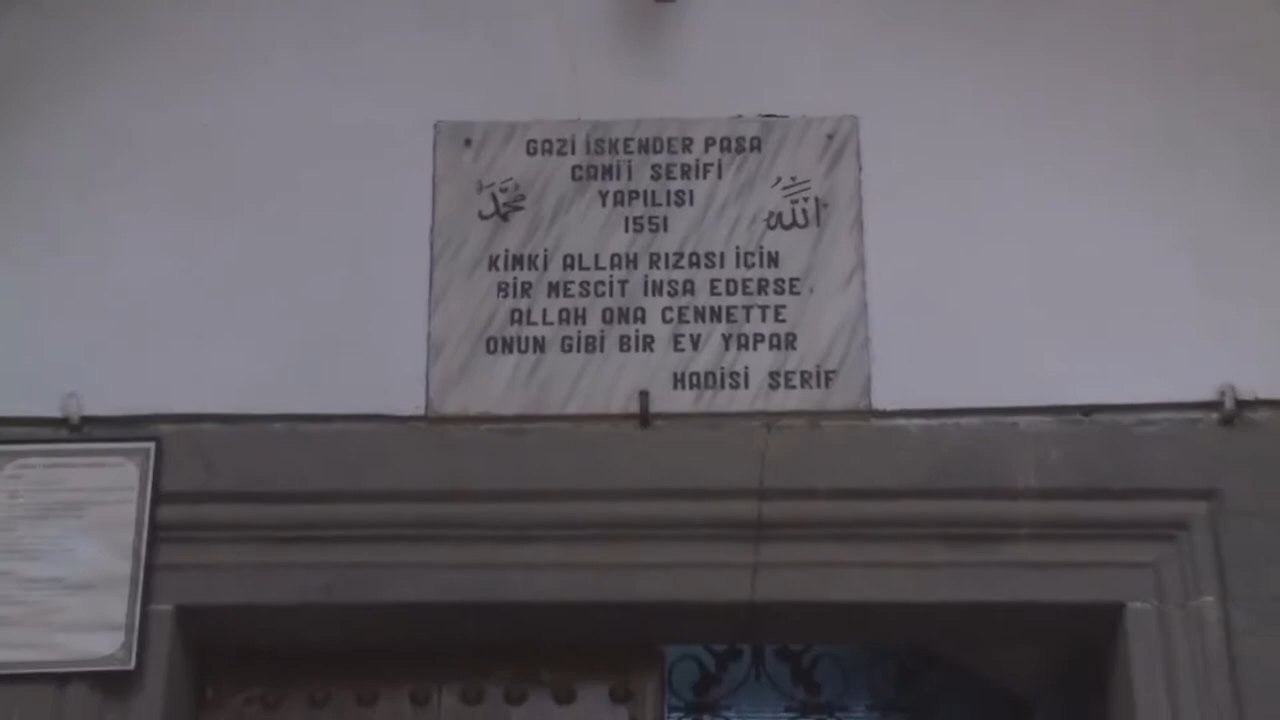 GAZİ İSKENDER PAŞA
CAMİ'İ ŞERİFİ
YAPILIŞI
1551
محمد
الله
KİMKİ ALLAH RIZASI İÇİN
BİR MESCİT İNŞA EDERSE
ALLAH ONA CENNETTE
ONUN GİBİ BİR EV YAPAR
HADİSİ ŞERİF